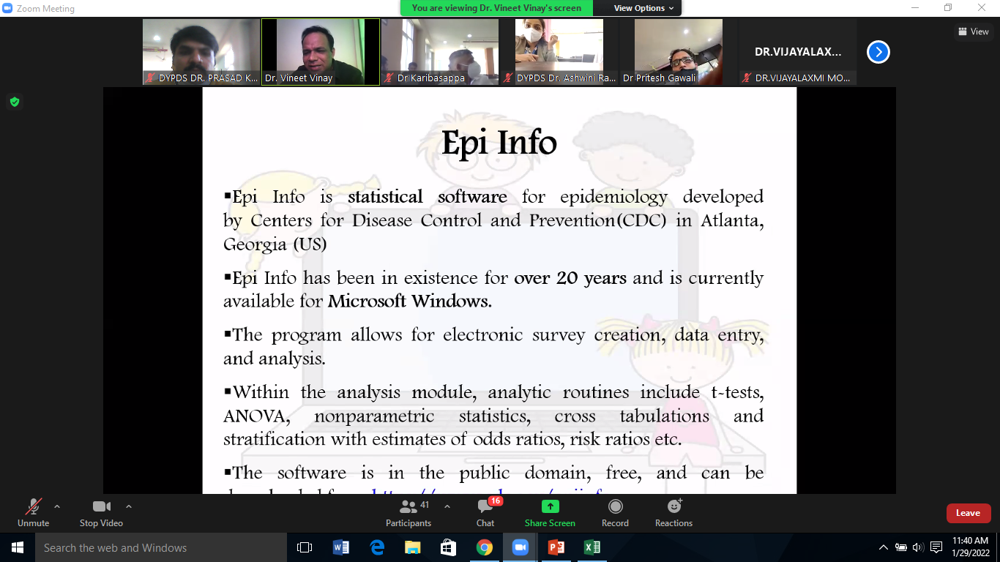 Zoom Meeting
You are viewing Dr. Vineet Vinay's screen
View Options
View
DYPDS DR. PRASAD K...
Dr. Vineet Vinay
Dr Karibasappa
DYPDS Dr. Ashwini Ra...
Dr Pritesh Gawali
DR.VIJAYALAX...
DR.VIJAYALAXMI MO...
Epi Info
▪Epi Info is statistical software for epidemiology developed
by Centers for Disease Control and Prevention(CDC) in Atlanta,
Georgia (US)
▪Epi Info has been in existence for over 20 years and is currently
available for Microsoft Windows.
▪The program allows for electronic survey creation, data entry,
and analysis.
▪Within the analysis module, analytic routines include t-tests,
ANOVA, nonparametric statistics, cross tabulations and
stratification with estimates of odds ratios, risk ratios etc.
▪The software is in the public domain, free, and can be
Unmute
Stop Video
41
Participants
16
Chat
Share Screen
Record
Reactions
Leave
Search the web and Windows
11:40 AM
1/29/2022